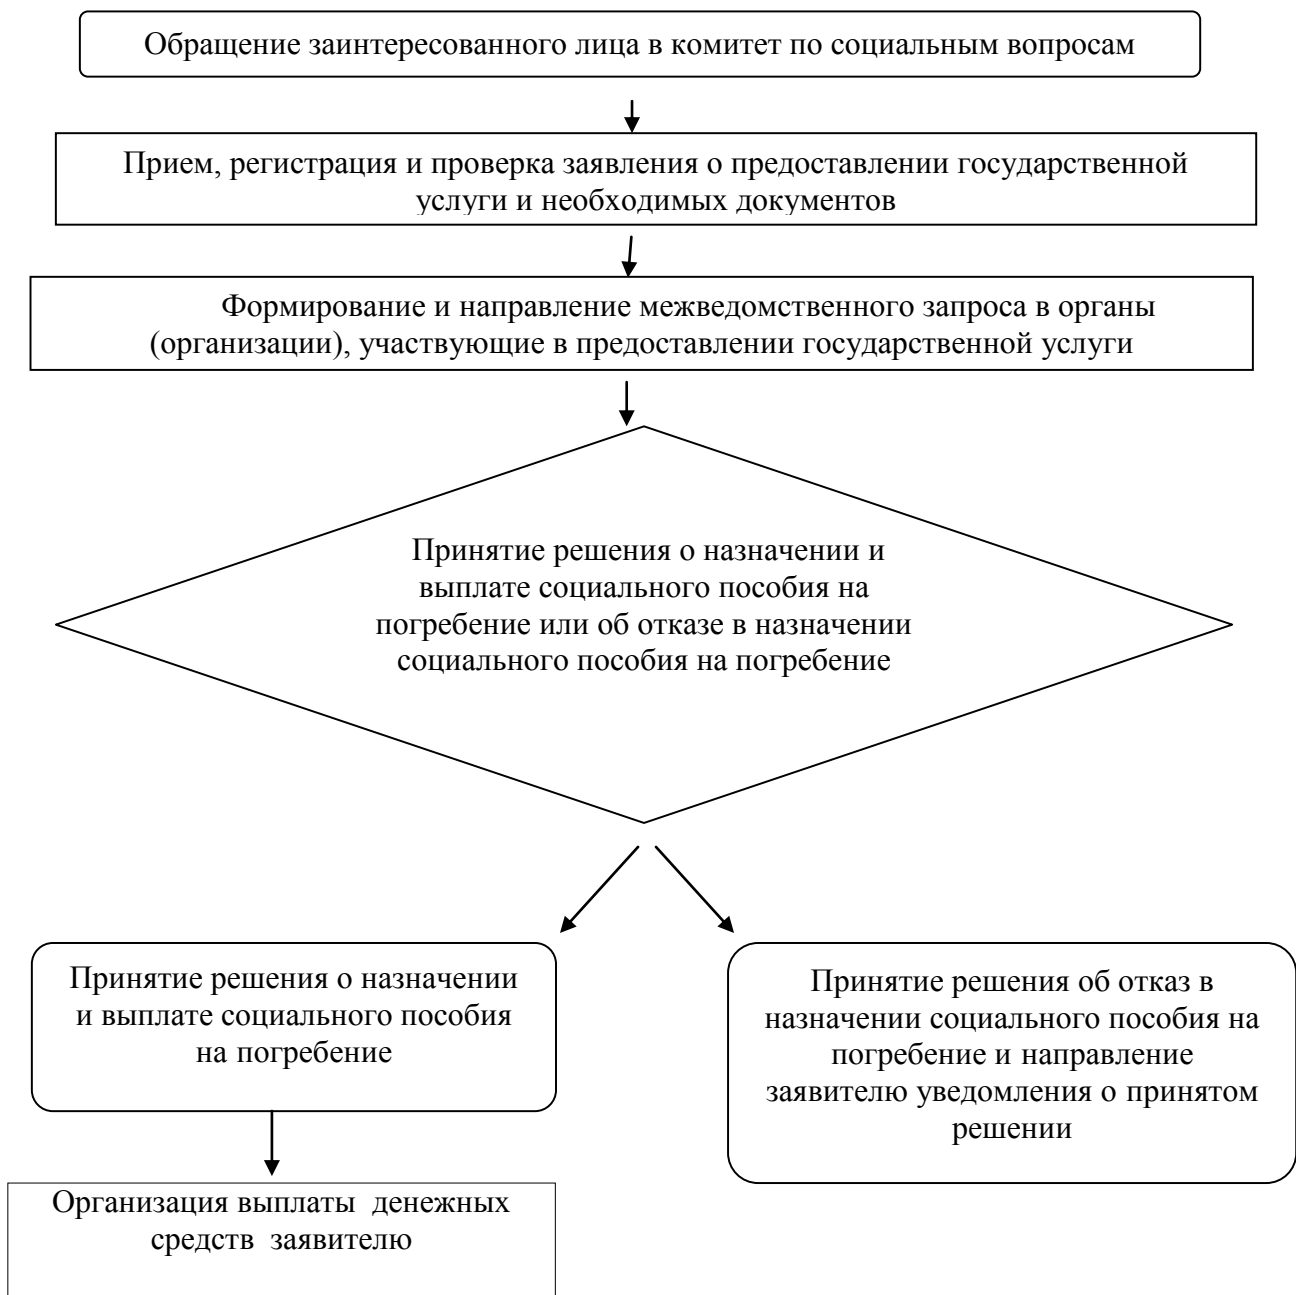 Обращение заинтересованного лица в комитет по социальным вопросам
Прием, регистрация и проверка заявления о предоставлении государственной
услуги и необходимых документов
Формирование и направление межведомственного запроса в органы
(организации), участвующие в предоставлении государственной услуги
Принятие решения о назначении и
выплате социального пособия на
погребение или об отказе в назначении
социального пособия на погребение
Принятие решения о назначении
и выплате социального пособия
на погребение
Принятие решения об отказ в
назначении социального пособия на
погребение и направление
заявителю уведомления о принятом
решении
Организация выплаты денежных
средств заявителю